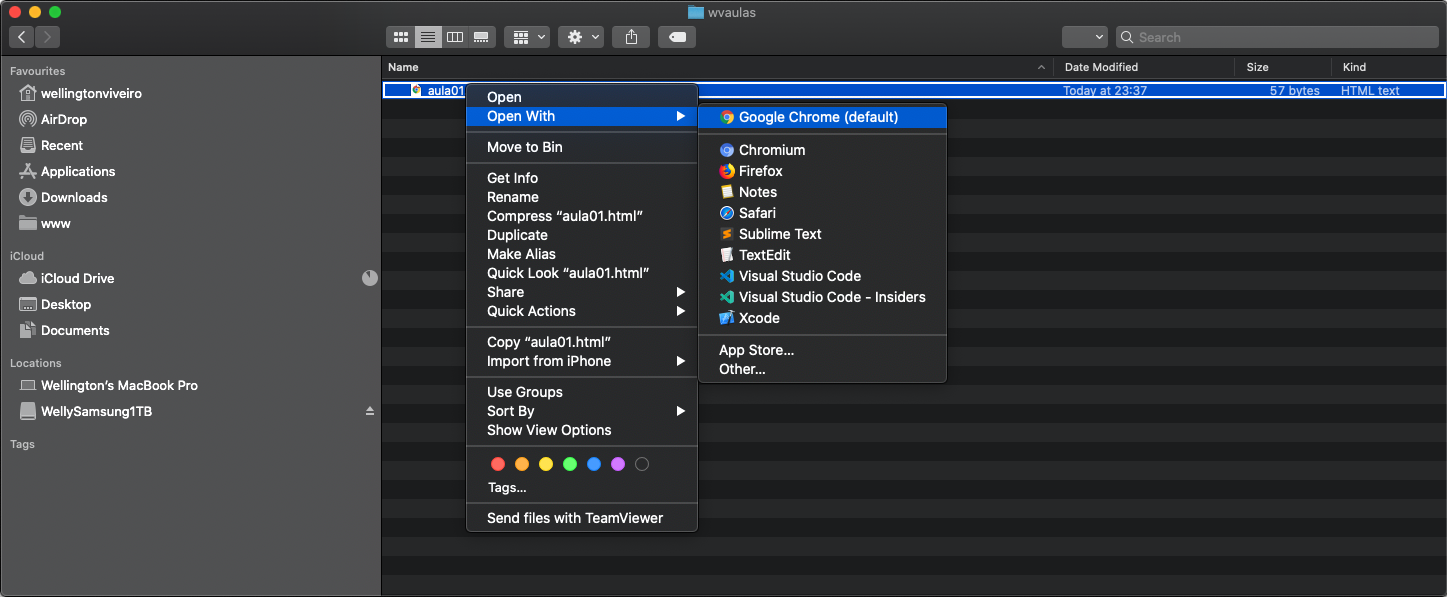 wvaulas
Search
Name
Date Modified
Size
Kind
Favourites
wellingtonviveiro
AirDrop
Recent
Applications
Downloads
www
iCloud
iCloud Drive
Desktop
Documents
Locations
Wellington's MacBook Pro
WellySamsung1TB
Tags
aula01
Today at 23:37
57 bytes
HTML text
Open
Open With
Move to Bin
Get Info
Rename
Compress “aula01.html”
Duplicate
Make Alias
Quick Look “aula01.html”
Share
Quick Actions
Copy “aula01.html”
Import from iPhone
Use Groups
Sort By
Show View Options
Tags...
Send files with TeamViewer
Google Chrome (default)
Chromium
Firefox
Notes
Safari
Sublime Text
TextEdit
Visual Studio Code
Visual Studio Code - Insiders
Xcode
App Store...
Other...